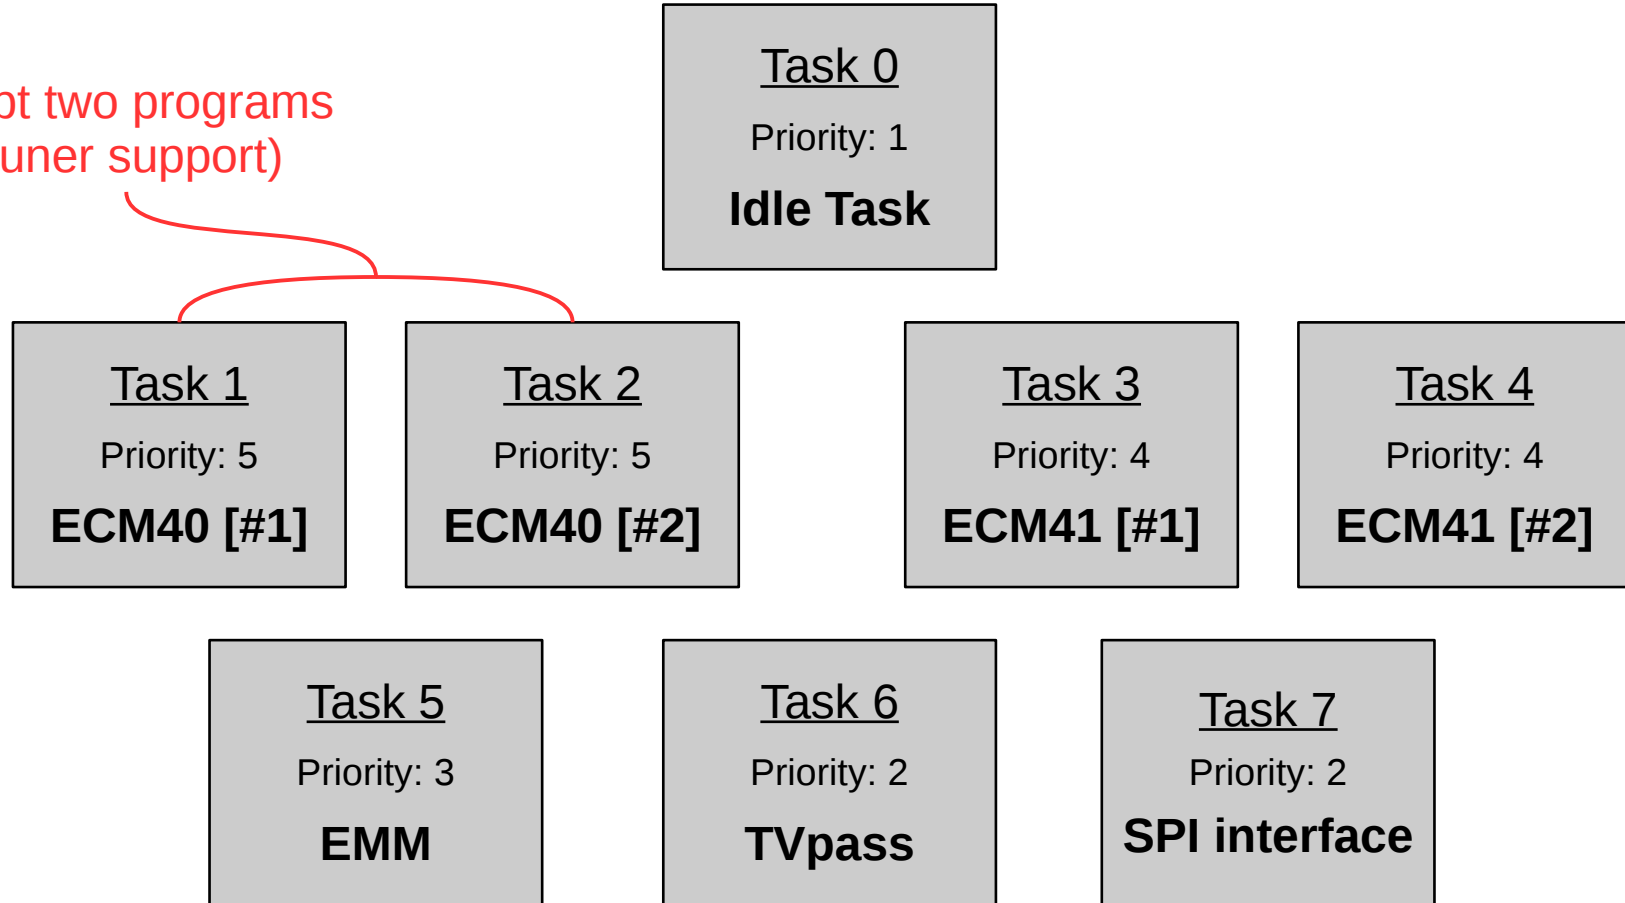 Task 0
Priority: 1
Idle Task
two programs
support)
Task 1
Priority: 5
ECM40 [#1]
Task 2
Priority: 5
ECM40 [#2]
Task 3
Priority: 4
ECM41 [#1]
Task 4
Priority: 4
ECM41 [#2]
Task 5
Priority: 3
EMM
Task 6
Priority: 2
TVpass
Task 7
Priority: 2
SPI interface